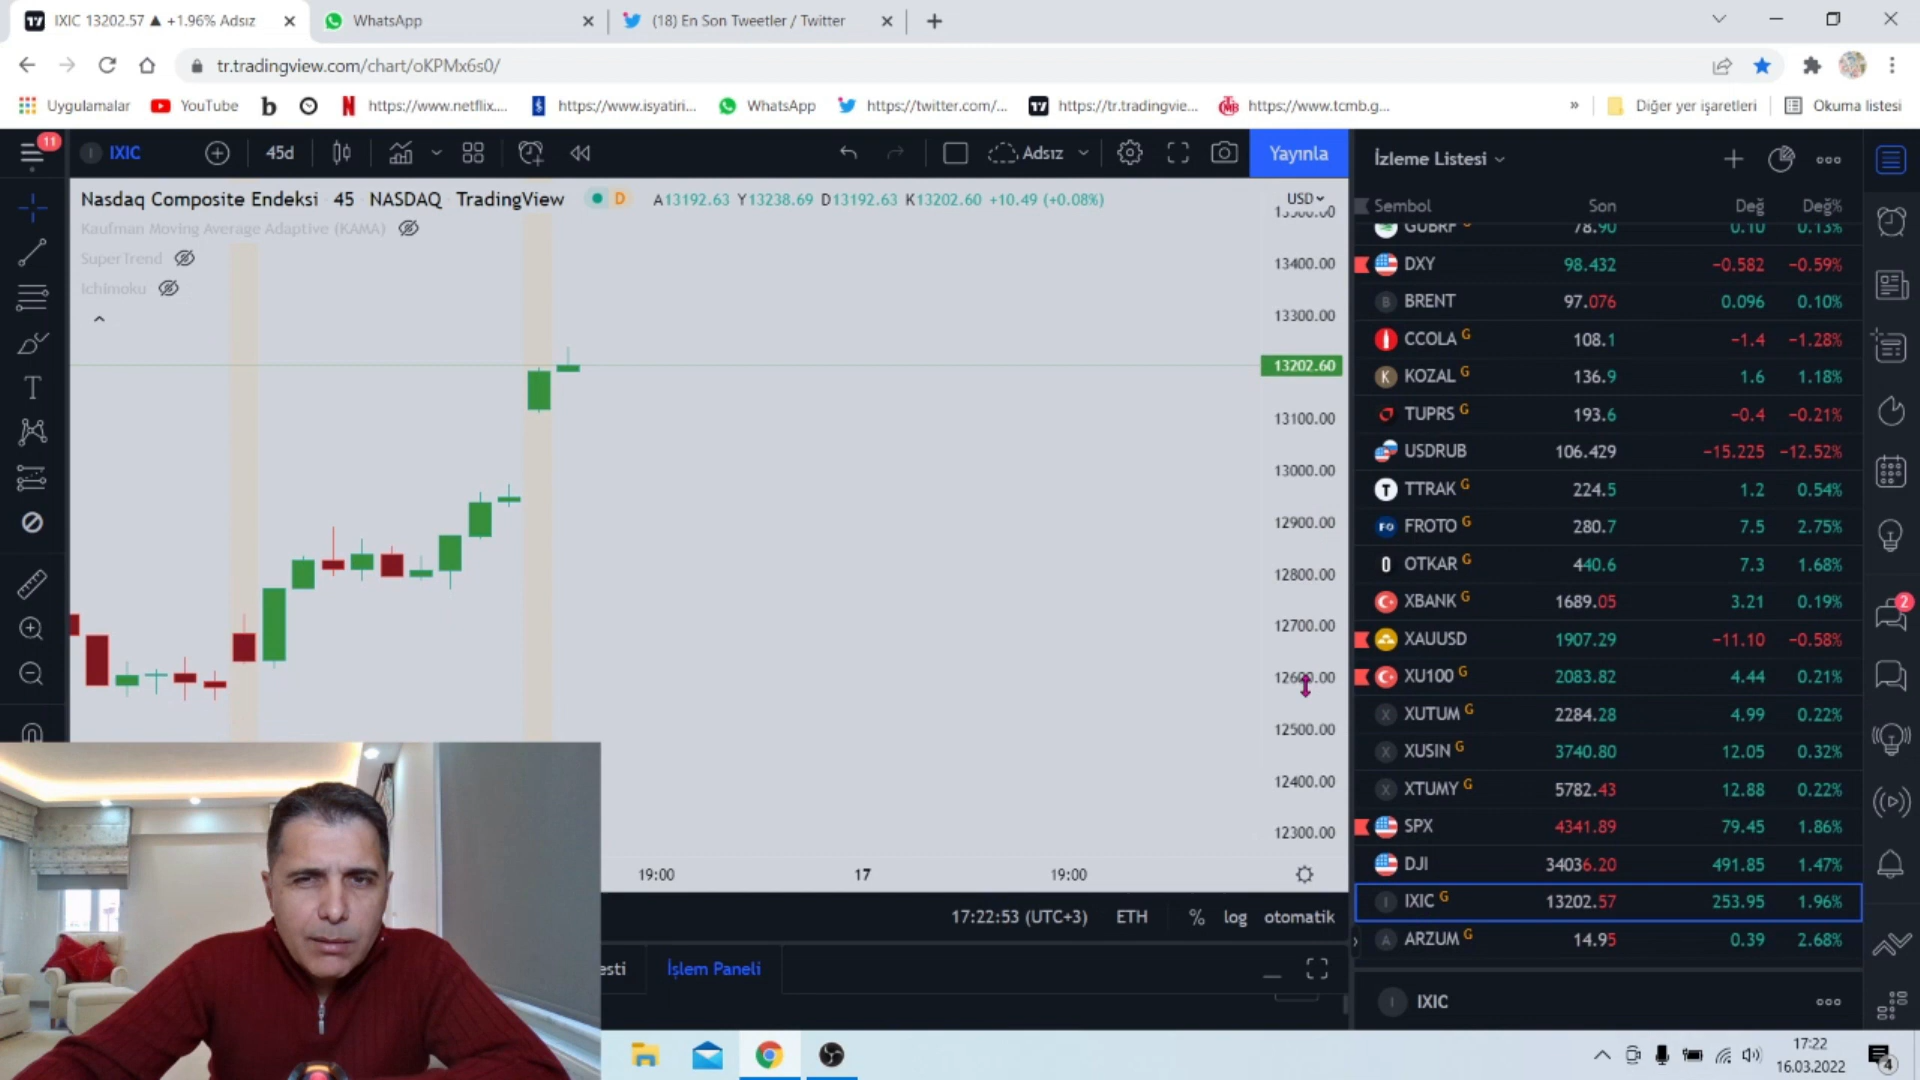 IXIC 13202.57 ▲ +1.96% Adsız
WhatsApp
(18) En Son Tweetler / Twitter
tr.tradingview.com/chart/oKPMx6s0/
Uygulamalar
YouTube
https://www.netflix....
https://www.isyatiri...
WhatsApp
https://twitter.com/...
https://tr.tradingvie...
https://www.tcmb.g...
»
Diğer yer işaretleri
Okuma listesi
11
IXIC
45d
Adsız
Yayınla
Nasdaq Composite Endeksi 45 NASDAQ TradingView
D
A13192.63 Y13238.69 D13192.63 K13202.60 +10.49 (+0.08%)
USD
Kaufman Moving Average Adaptive (KAMA)
SuperTrend
Ichimoku
13400.00
13300.00
13202.60
13100.00
13000.00
12900.00
12800.00
12700.00
12600.00
12500.00
12400.00
12300.00
19:00
17
19:00
17:22:53 (UTC+3)
ETH
%
log
otomatik
esti
İşlem Paneli
İzleme Listesi
Sembol Son Değ Değ%
GUBRF 78.90 0.10 0.13%
DXY 98.432 −0.582 −0.59%
BRENT 97.076 0.096 0.10%
CCOLA G 108.1 −1.4 −1.28%
KOZAL G 136.9 1.6 1.18%
TUPRS G 193.6 −0.4 −0.21%
USDRUB 106.429 −15.225 −12.52%
TTRAK G 224.5 1.2 0.54%
FROTO G 280.7 7.5 2.75%
OTKAR G 440.6 7.3 1.68%
XBANK G 1689.05 3.21 0.19%
XAUUSD 1907.29 −11.10 −0.58%
XU100 G 2083.82 4.44 0.21%
XUTUM G 2284.28 4.99 0.22%
XUSIN G 3740.80 12.05 0.32%
XTUMY G 5782.43 12.88 0.22%
SPX 4341.89 79.45 1.86%
DJI 34036.20 491.85 1.47%
IXIC G 13202.57 253.95 1.96%
ARZUM G 14.95 0.39 2.68%
IXIC
2
17:22
16.03.2022
4